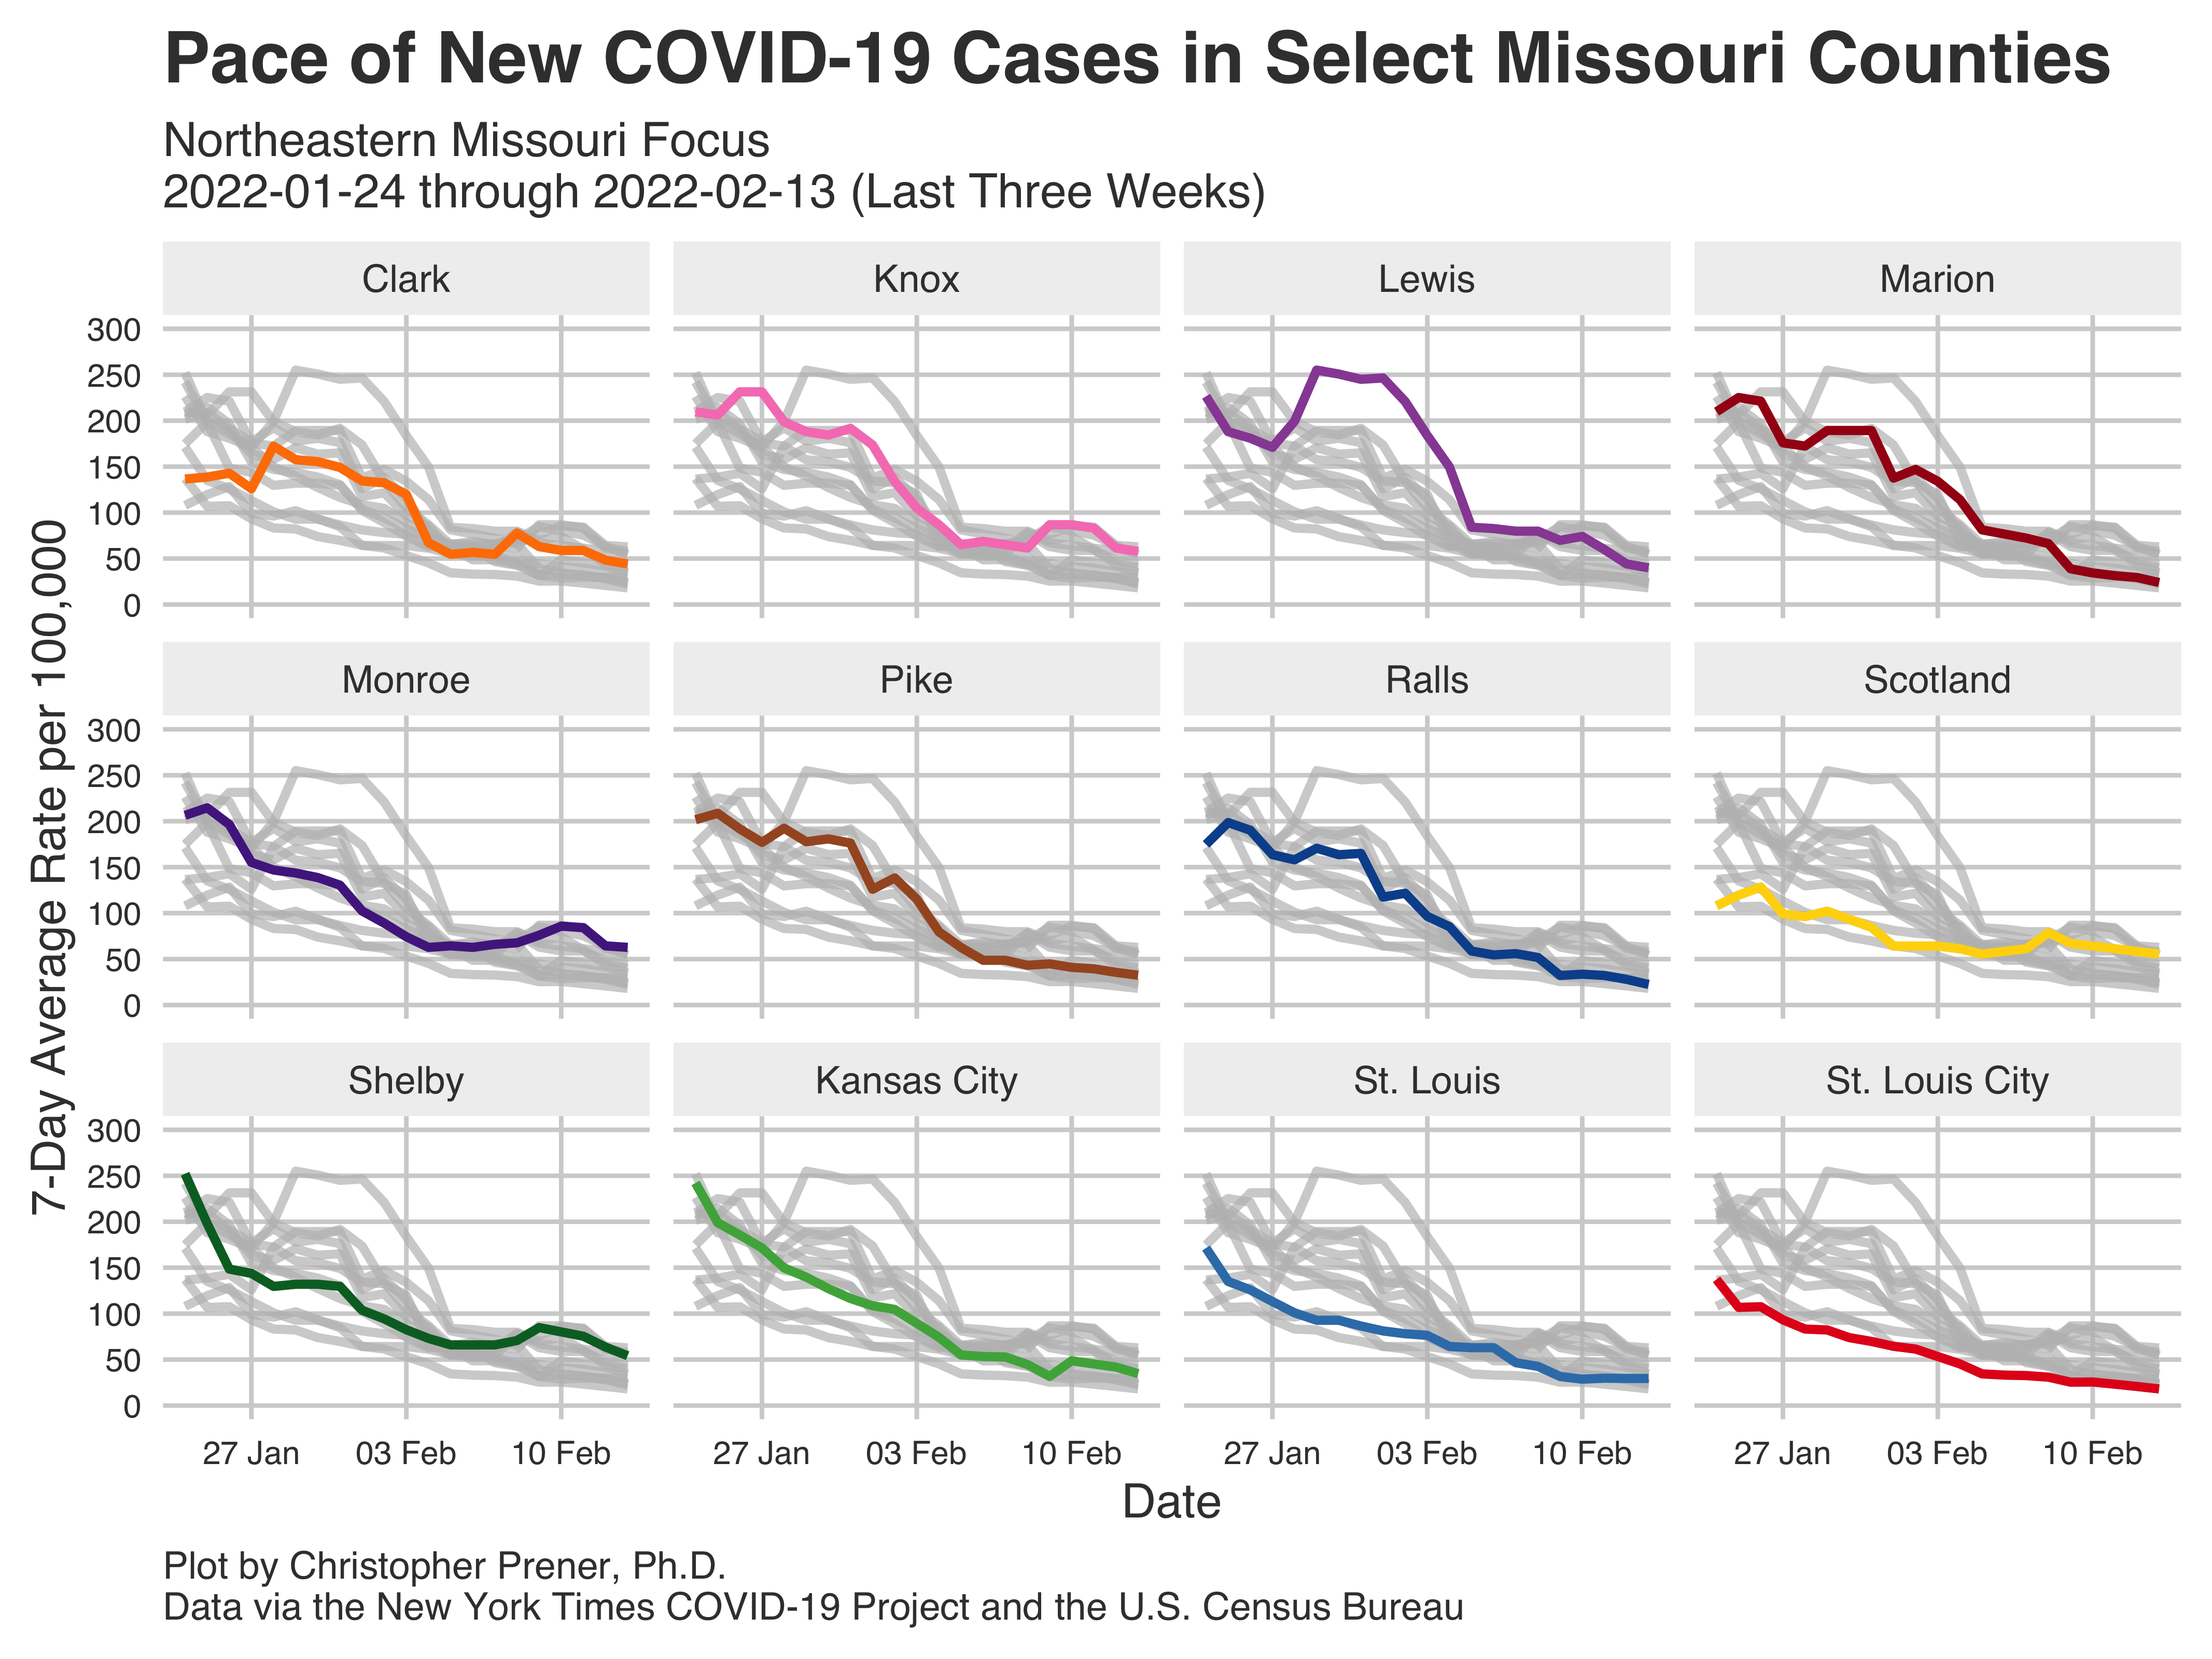 Pace of New COVID-19 Cases in Select Missouri Counties
Northeastern Missouri Focus
2022-01-24 through 2022-02-13 (Last Three Weeks)
Clark
Knox
Lewis
Marion
300
250
200
150
100
50
0
Monroe
Pike
Ralls
Scotland
300
250
200
150
100
50
0
Shelby
Kansas City
St. Louis
St. Louis City
300
250
200
150
100
50
0
7-Day Average Rate per 100,000
27 Jan 03 Feb 10 Feb
27 Jan 03 Feb 10 Feb
27 Jan 03 Feb 10 Feb
27 Jan 03 Feb 10 Feb
Date
Plot by Christopher Prener, Ph.D.
Data via the New York Times COVID-19 Project and the U.S. Census Bureau